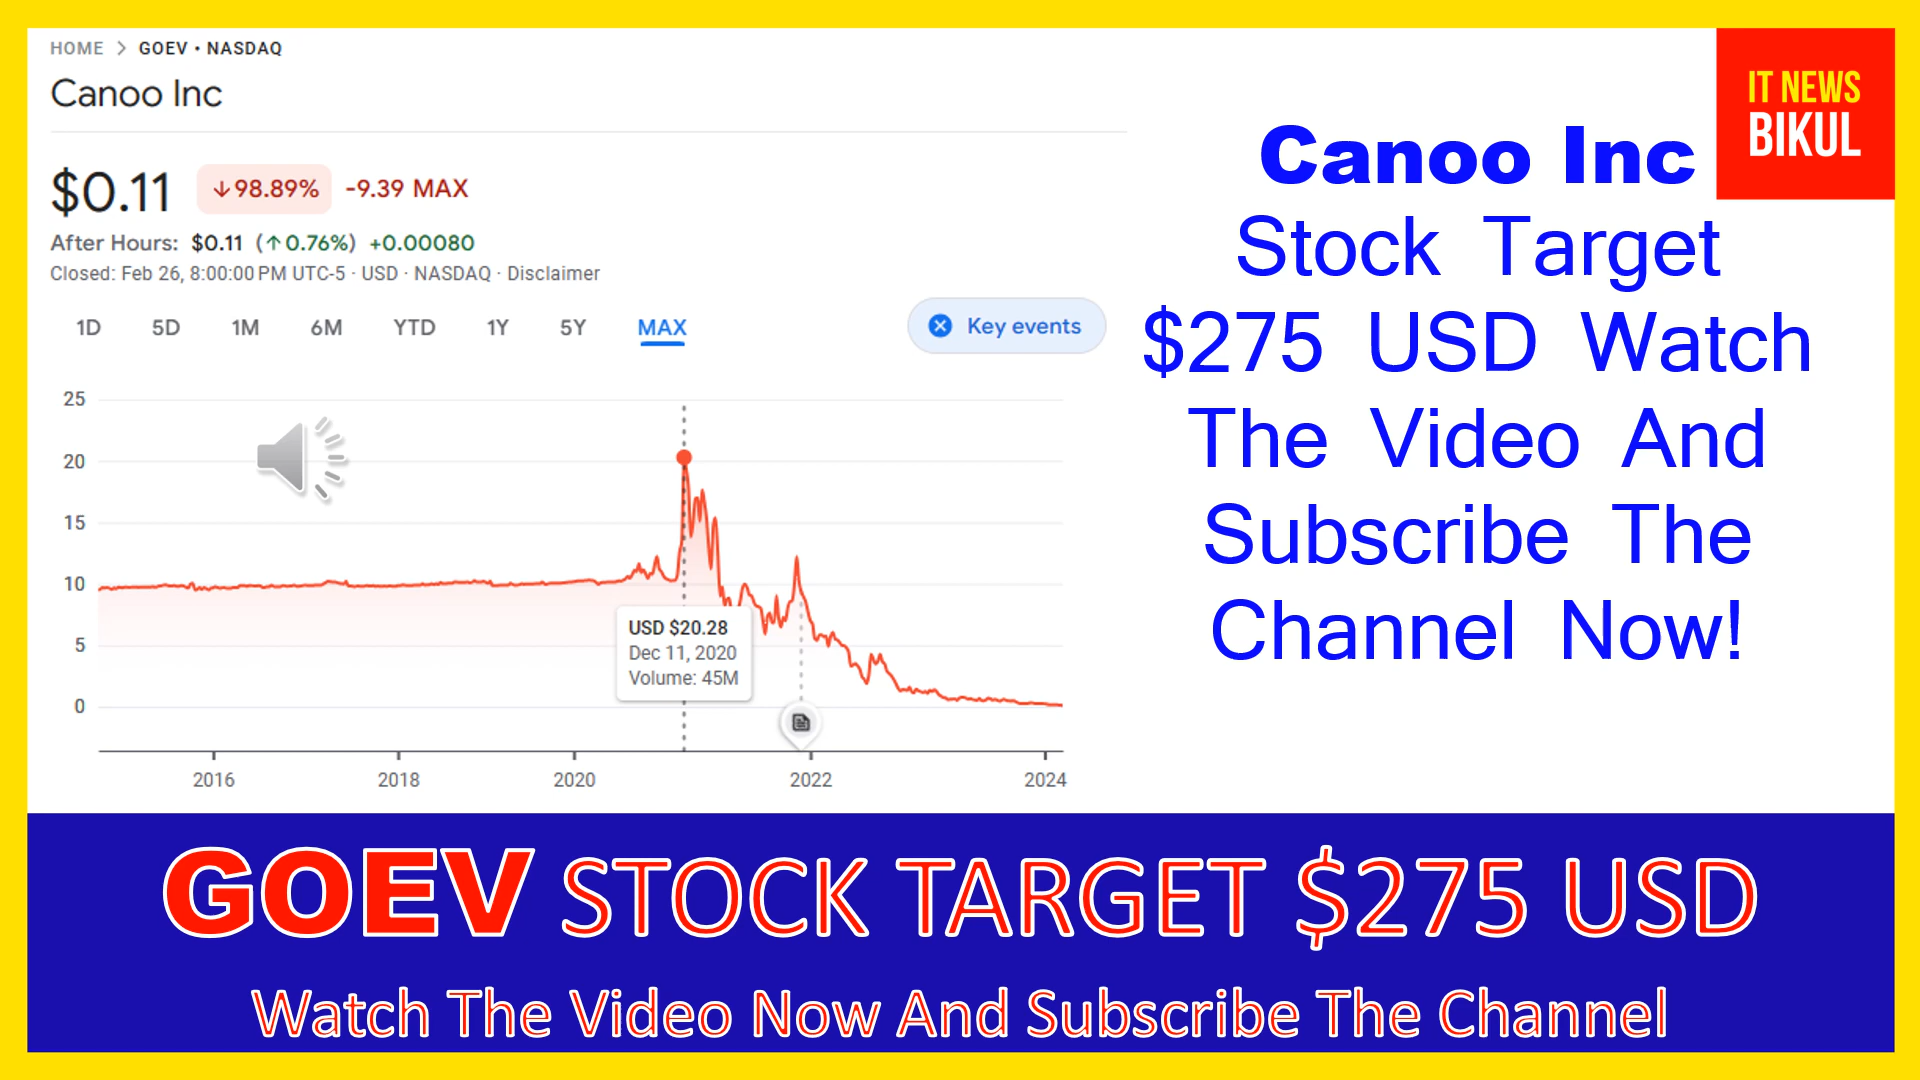 HOME > GOEV • NASDAQ
Canoo Inc
$0.11 ↓98.89% -9.39 MAX
After Hours: $0.11 (↑0.76%) +0.00080
Closed: Feb 26, 8:00:00 PM UTC-5 · USD · NASDAQ · Disclaimer
1D 5D 1M 6M YTD 1Y 5Y MAX
Key events
25
20
15
10
5
0
USD $20.28
Dec 11, 2020
Volume: 45M
2016 2018 2020 2022 2024
IT NEWS
BIKUL
Canoo Inc
Stock Target
$275 USD Watch
The Video And
Subscribe The
Channel Now!
GOEV STOCK TARGET $275 USD
Watch The Video Now And Subscribe The Channel